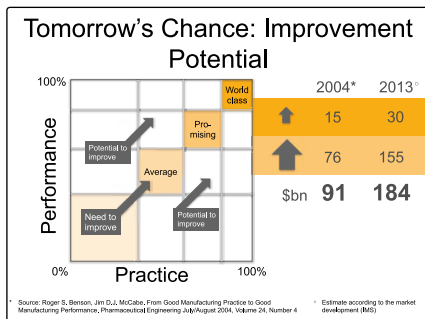 Tomorrow's Chance: Improvement
Potential
100%
World
class
2004*
2013°
Pro-
mising
15
30
Potential to
improve
Average
76
155
Performance
Need to
improve
Potential to
improve
$bn
91
184
0%
Practice
100%
* Source: Roger S. Benson, Jim D.J. McCabe, From Good Manufacturing Practice to Good
Manufacturing Performance, Pharmaceutical Engineering July/August 2004, Volume 24, Number 4
° Estimate according to the market
development (IMS)